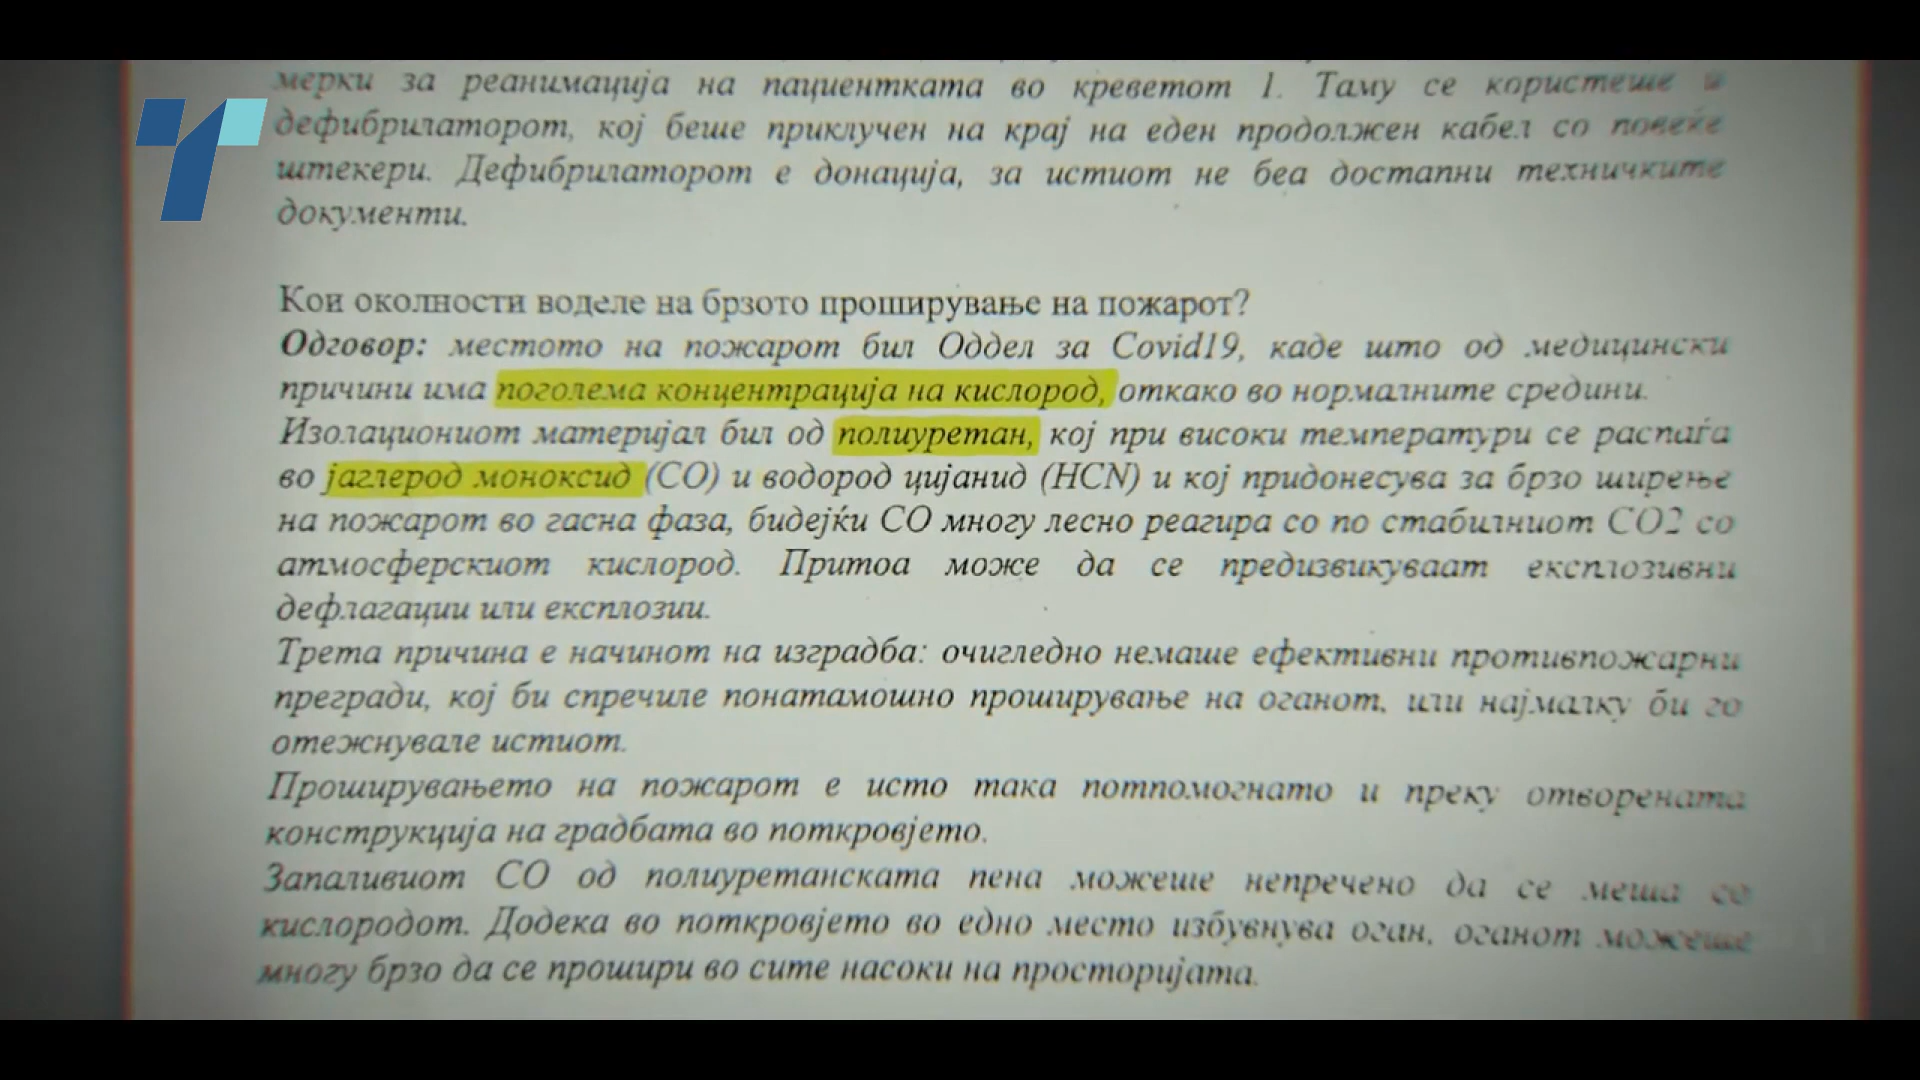 мерки за реанимација на пациентката во креветот 1. Таму се користеше и
дефибрилаторот, кој беше приклучен на крај на еден продолжен кабел со повеќе
штекери. Дефибрилаторот е донација, за истиот не беа достапни техничките
документи.
Кои околности воделе на брзото проширување на пожарот?
Одговор: местото на пожарот бил Оддел за Covid19, каде што од медицински
причини има поголема концентрација на кислород, откако во нормалните средини.
Изолациониот материјал бил од полиуретан, кој при високи температури се распаѓа
во јаглерод моноксид (CO) и водород цијанид (HCN) и кој придонесува за брзо ширење
на пожарот во гасна фаза, бидејќи CO многу лесно реагира со по стабилниот CO2 со
атмосферскиот кислород. Притоа може да се предизвикуваат експлозивни
дефлагации или експлозии.
Трета причина е начинот на изградба: очигледно немаше ефективни противпожарни
прегради, кој би спречиле понатамошно проширување на оганот, или најмалку би го
отежнувале истиот.
Проширувањето на пожарот е исто така потпомогнато и преку отворената
конструкција на градбата во поткровјето.
Запаливиот CO од полиуретанската пена можеше непречено да се меша со
кислородот. Додека во поткровјето во едно место избувнува оган, оганот можеше
многу брзо да се прошири во сите насоки на просторијата.